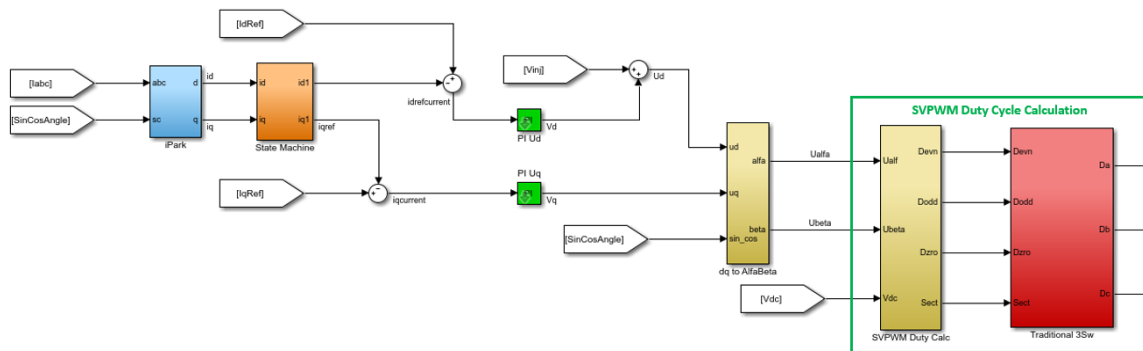 [IdRef]
[Iabc]
[SinCosAngle]
abc
sc
d
q
iPark
id
iq
id
iq
id1
iq1
State Machine
iqref
idrefcurrent
[IqRef]
iqcurrent
[Vinj]
Ud
PI Ud
Vd
PI Uq
Vq
[SinCosAngle]
ud
uq
sin_cos
alfa
beta
dq to AlfaBeta
Ualfa
Ubeta
[Vdc]
SVPWM Duty Cycle Calculation
Ualf
Ubeta
Vdc
Devn
Dodd
Dzro
Sect
SVPWM Duty Calc
Devn
Dodd
Dzro
Sect
Da
Db
Dc
Traditional 3Sw